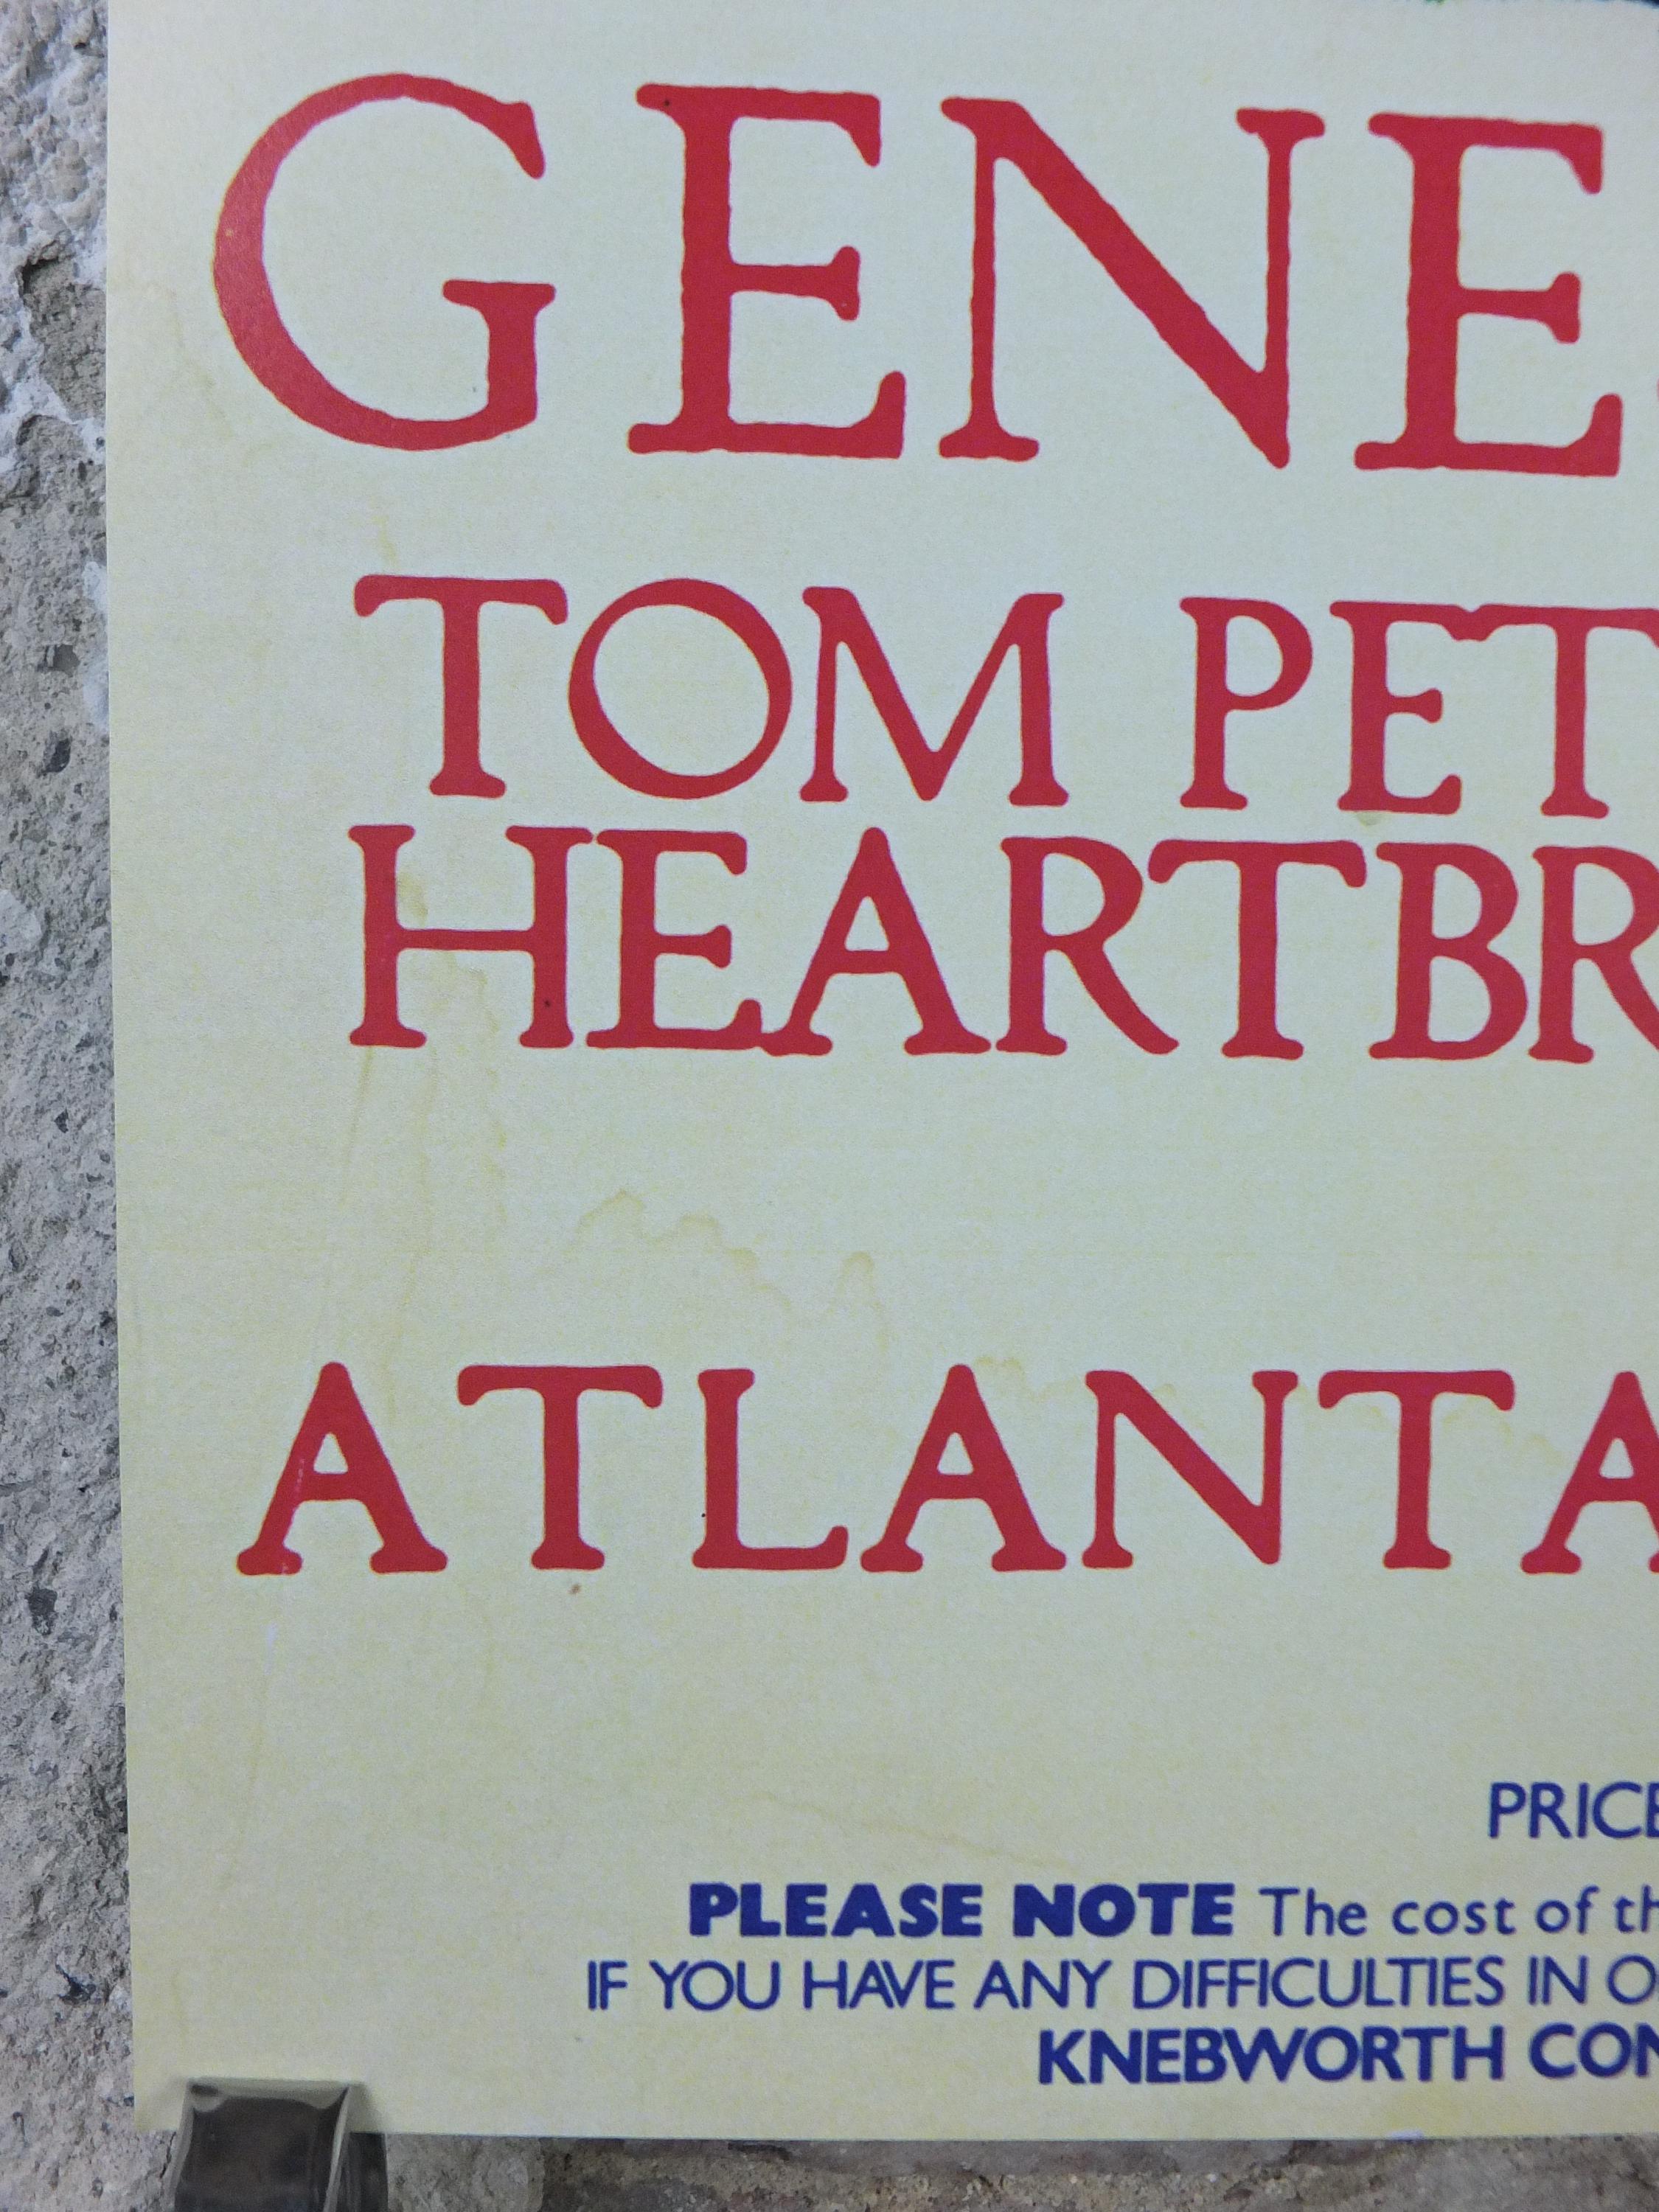 GENE
TOM PET
HEARTBR
ATLANTA
PRICE
PLEASE NOTE The cost of th
IF YOU HAVE ANY DIFFICULTIES IN O
KNEBWORTH CON